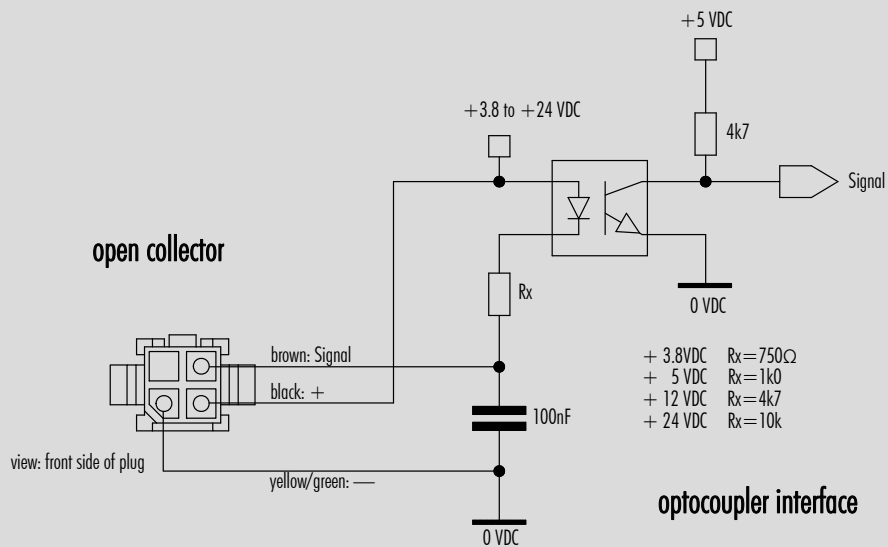 +5 VDC
+3.8 to +24 VDC
4k7
Signal
open collector
0 VDC
Rx
brown: Signal
black: +
+ 3.8VDC Rx=750Ω
+ 5 VDC Rx=1k0
+ 12 VDC Rx=4k7
+ 24 VDC Rx=10k
100nF
view: front side of plug
yellow/green: —
optocoupler interface
0 VDC